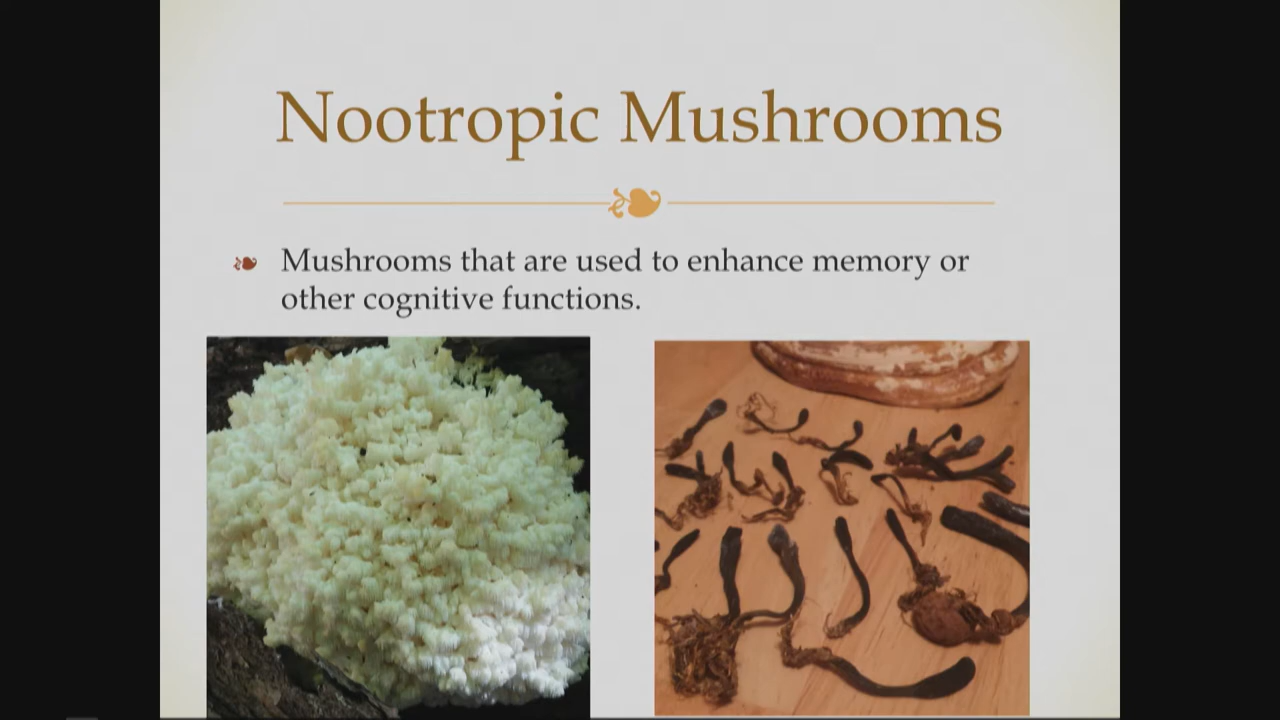 Nootropic Mushrooms
Mushrooms that are used to enhance memory or
other cognitive functions.